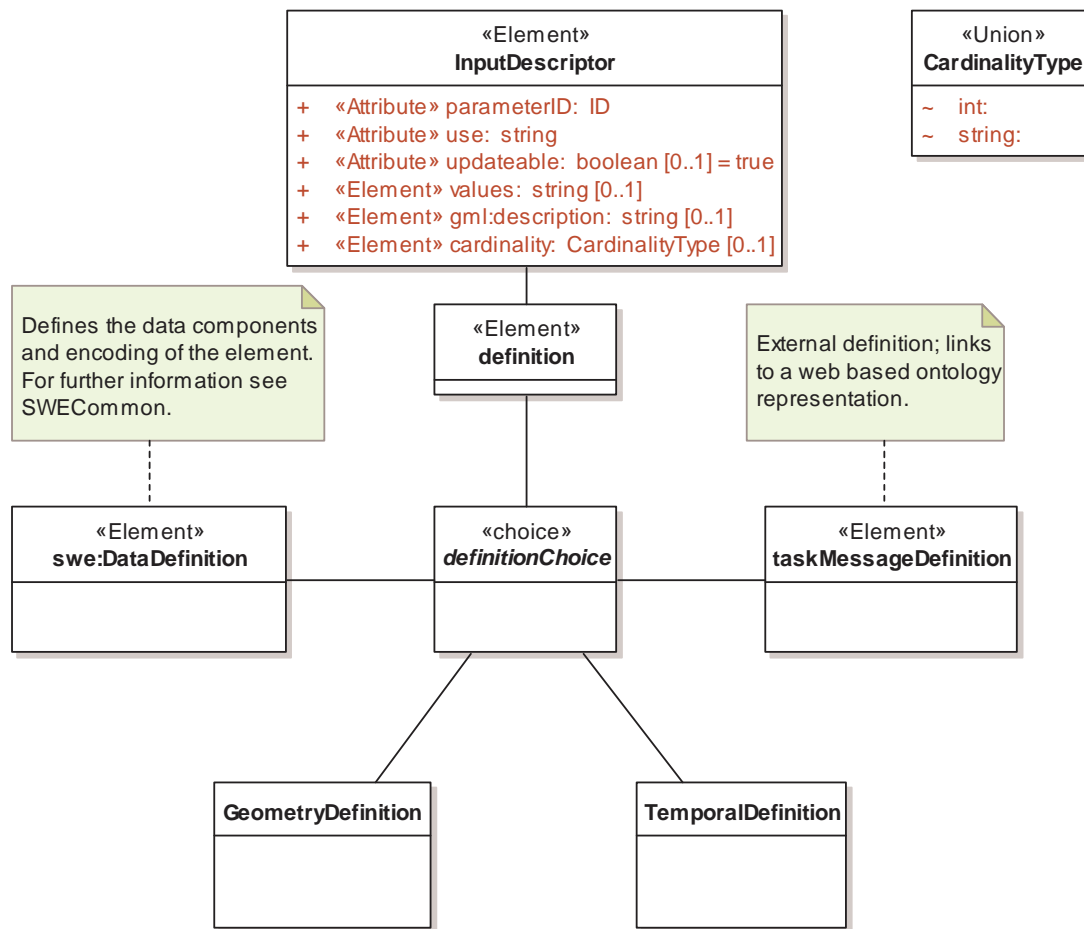 «Element»
InputDescriptor
+ «Attribute» parameterID: ID
+ «Attribute» use: string
+ «Attribute» updateable: boolean [0..1] = true
+ «Element» values: string [0..1]
+ «Element» gml:description: string [0..1]
+ «Element» cardinality: CardinalityType [0..1]
«Union»
CardinalityType
~ int:
~ string:
Defines the data components
and encoding of the element.
For further information see
SWECommon.
«Element»
definition
External definition; links
to a web based ontology
representation.
«Element»
swe:DataDefinition
«choice»
definitionChoice
«Element»
taskMessageDefinition
GeometryDefinition
TemporalDefinition